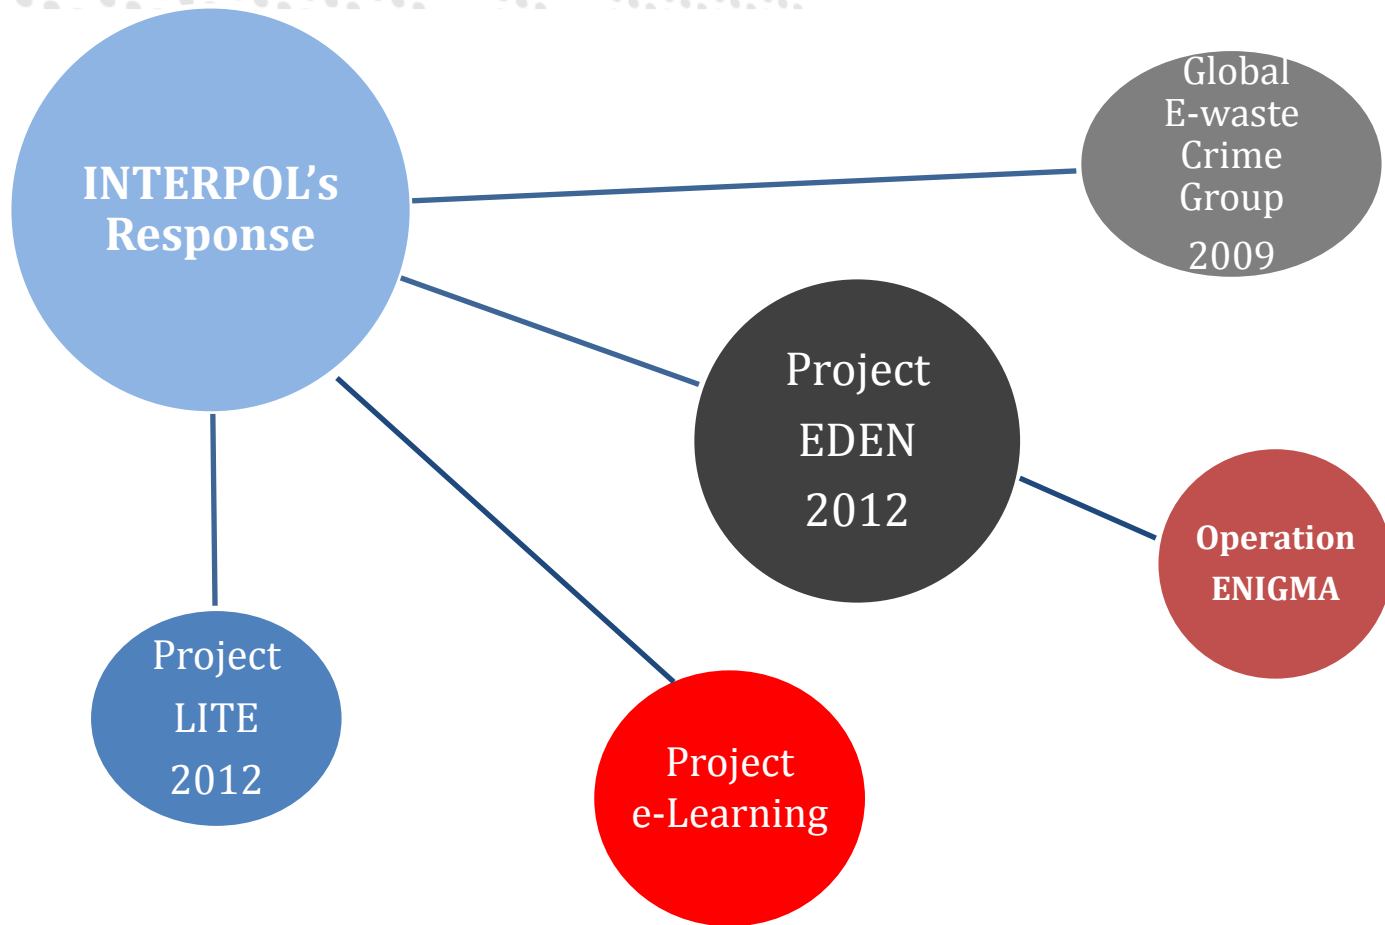 INTERPOL’s
Response
Global
E-waste
Crime
Group
2009
Project
EDEN
2012
Operation
ENIGMA
Project
LITE
2012
Project
e-Learning